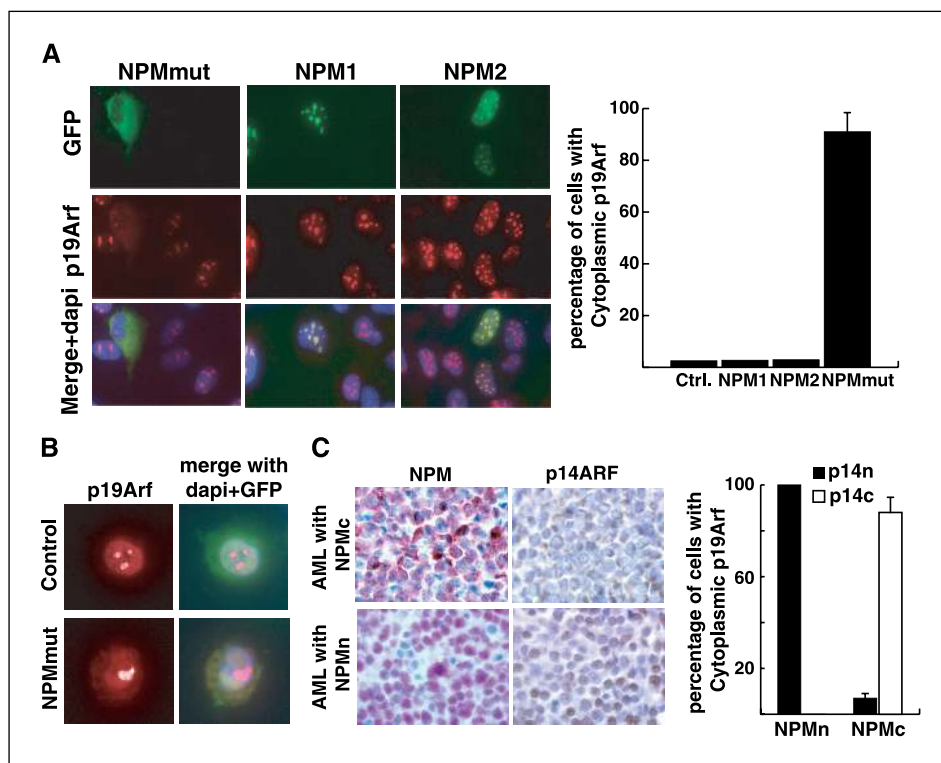 A
NPMmut NPM1 NPM2
GFP
p19Arf
Merge+dapi
percentage of cells with
Cytoplasmic p19Arf
100
80
60
40
20
Ctrl. NPM1 NPM2 NPMmut
B
p19Arf
merge with
dapi+GFP
Control
NPMmut
C
NPM p14ARF
AML with
NPMc
AML with
NPMn
percentage of cells with
Cytoplasmic p19Arf
p14n
p14c
100
60
20
NPMn NPMc